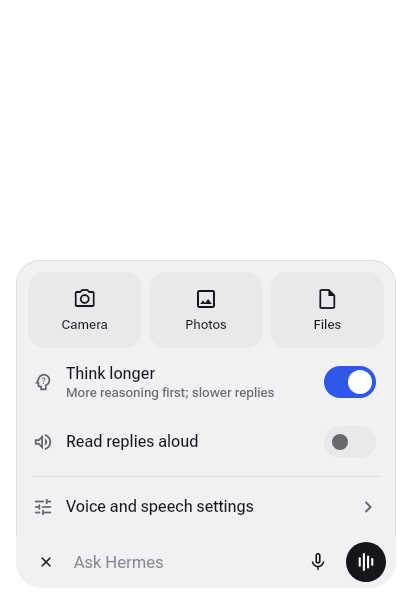 Camera
Photos
Files
Think longer
More reasoning first; slower replies
Read replies aloud
Voice and speech settings
Ask Hermes